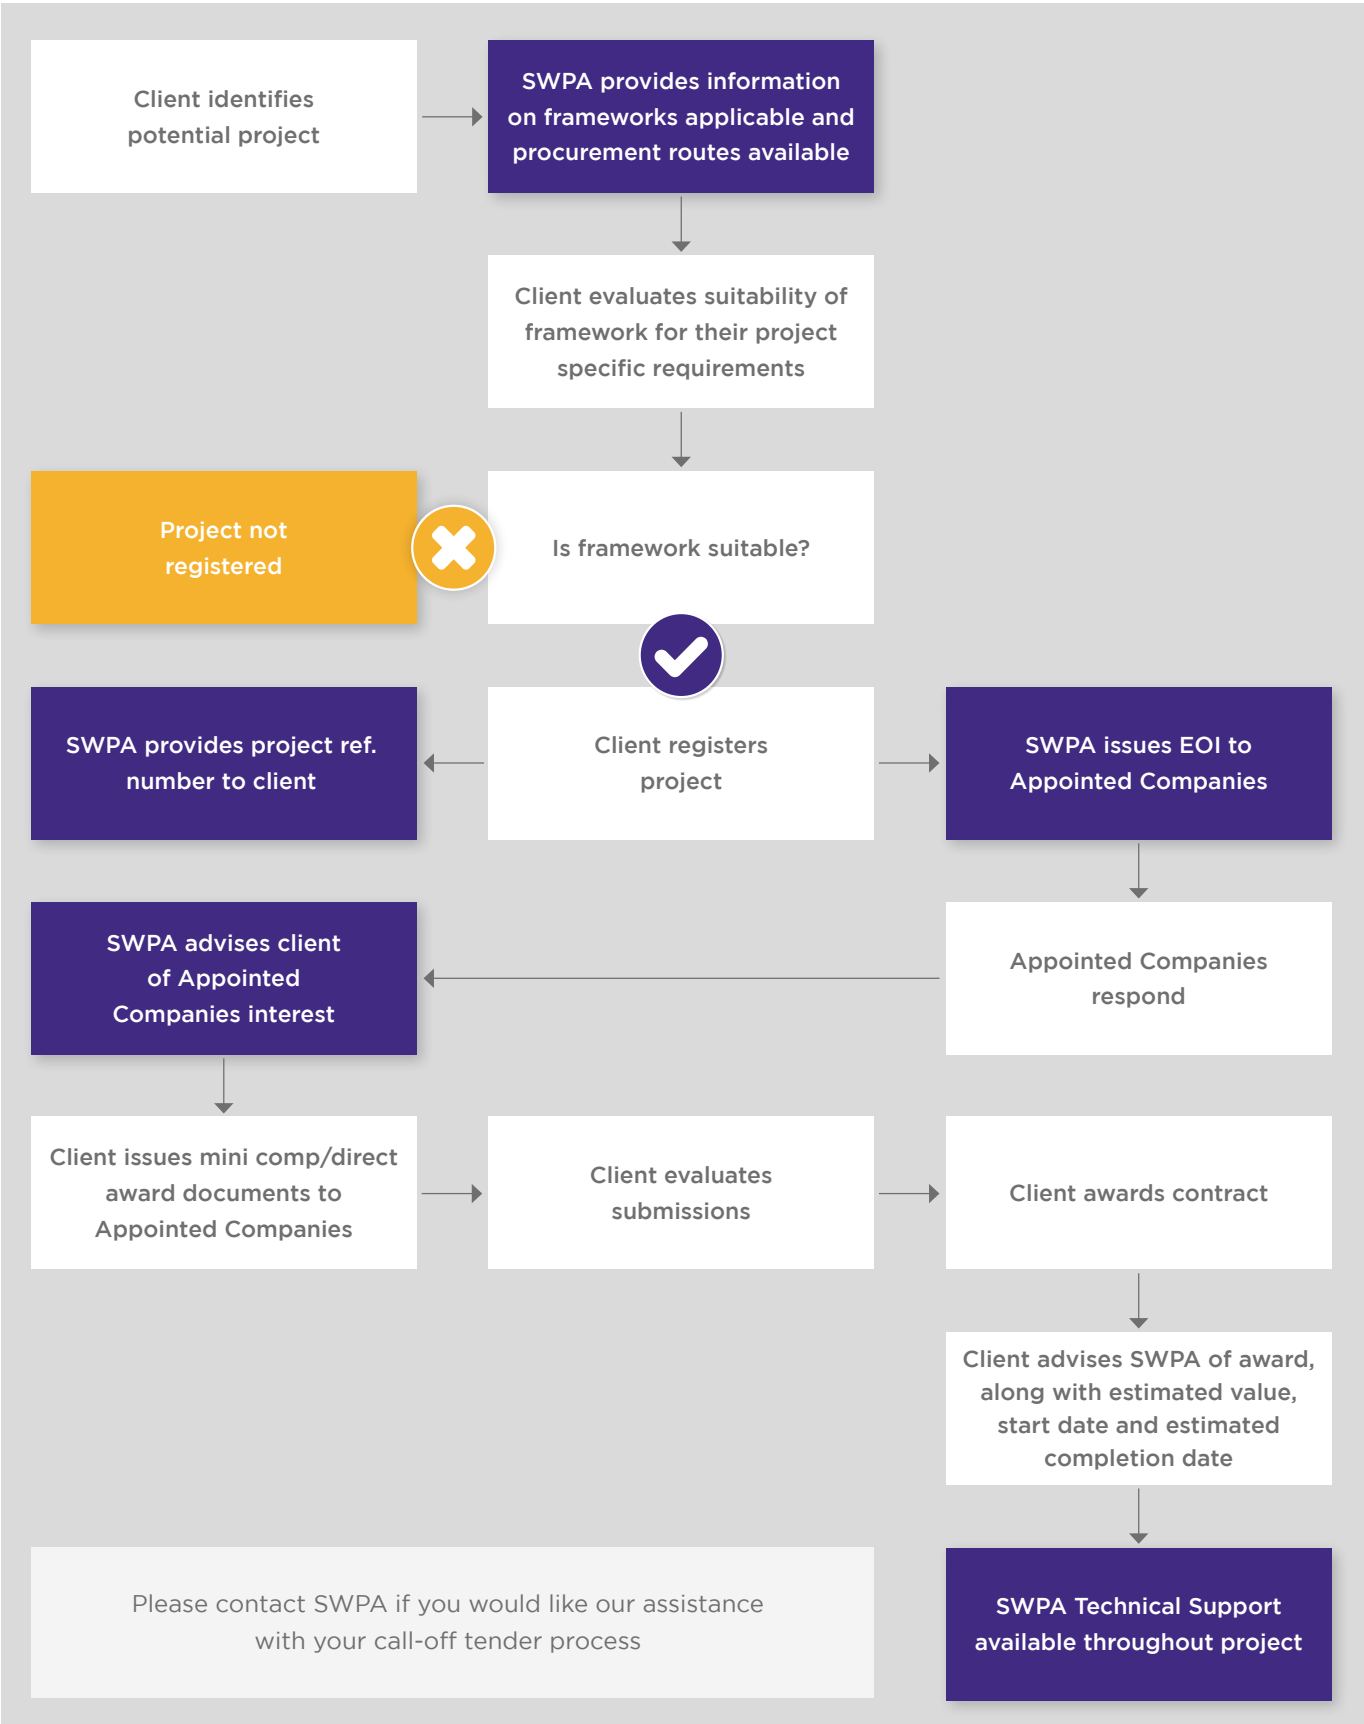 Client identifies
potential project
SWPA provides information
on frameworks applicable and
procurement routes available
Client evaluates suitability of
framework for their project
specific requirements
Project not
registered
Is framework suitable?
SWPA provides project ref.
number to client
Client registers
project
SWPA issues EOI to
Appointed Companies
SWPA advises client
of Appointed
Companies interest
Appointed Companies
respond
Client issues mini comp/direct
award documents to
Appointed Companies
Client evaluates
submissions
Client awards contract
Client advises SWPA of award,
along with estimated value,
start date and estimated
completion date
Please contact SWPA if you would like our assistance
with your call-off tender process
SWPA Technical Support
available throughout project